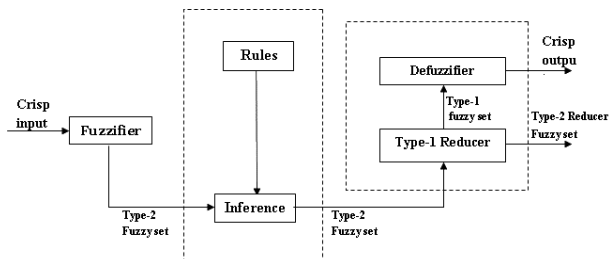 Crisp
input
Fuzzifier
Type-2
Fuzzy set
Rules
Inference
Type-2
Fuzzy set
Defuzzifier
Crisp
outpu
Type-1
fuzzy set
Type-1 Reducer
Type-2 Reducer
Fuzzy set